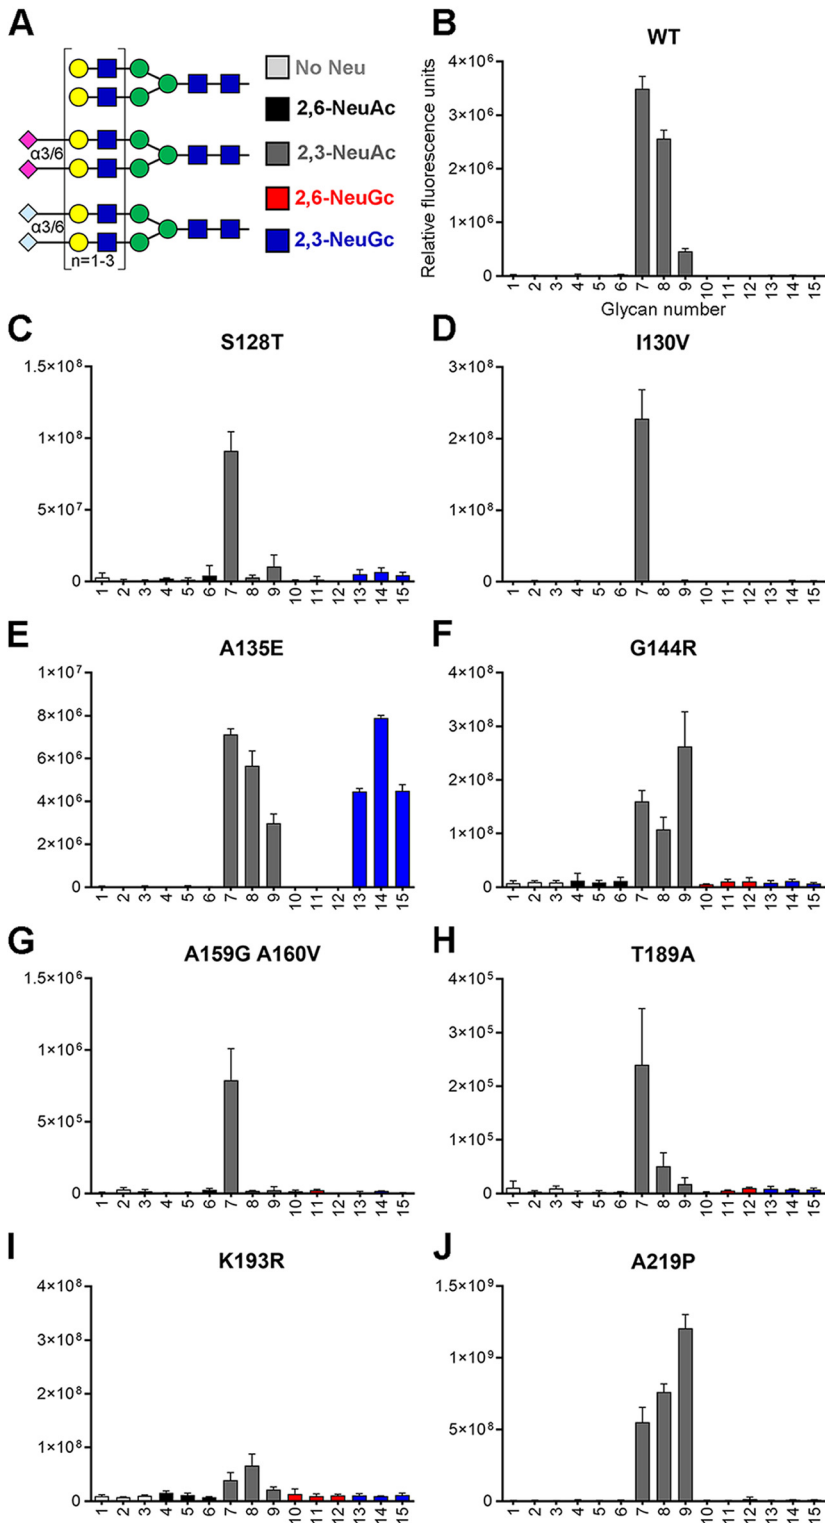 A
No Neu
2,6-NeuAc
2,3-NeuAc
2,6-NeuGc
2,3-NeuGc
α3/6
α3/6
n=1-3
B
WT
Relative fluorescence units
4×10⁶
3×10⁶
2×10⁶
1×10⁶
0
1 2 3 4 5 6 7 8 9 10 11 12 13 14 15
Glycan number
C
S128T
1.5×10⁸
1×10⁸
5×10⁷
0
1 2 3 4 5 6 7 8 9 10 11 12 13 14 15
D
I130V
3×10⁸
2×10⁸
1×10⁸
0
1 2 3 4 5 6 7 8 9 10 11 12 13 14 15
E
A135E
1×10⁷
8×10⁶
6×10⁶
4×10⁶
2×10⁶
0
1 2 3 4 5 6 7 8 9 10 11 12 13 14 15
F
G144R
4×10⁸
3×10⁸
2×10⁸
1×10⁸
0
1 2 3 4 5 6 7 8 9 10 11 12 13 14 15
G
A159G A160V
1.5×10⁶
1×10⁶
5×10⁵
0
1 2 3 4 5 6 7 8 9 10 11 12 13 14 15
H
T189A
4×10⁵
3×10⁵
2×10⁵
1×10⁵
0
1 2 3 4 5 6 7 8 9 10 11 12 13 14 15
I
K193R
4×10⁸
3×10⁸
2×10⁸
1×10⁸
0
1 2 3 4 5 6 7 8 9 10 11 12 13 14 15
J
A219P
1.5×10⁹
1×10⁹
5×10⁸
0
1 2 3 4 5 6 7 8 9 10 11 12 13 14 15